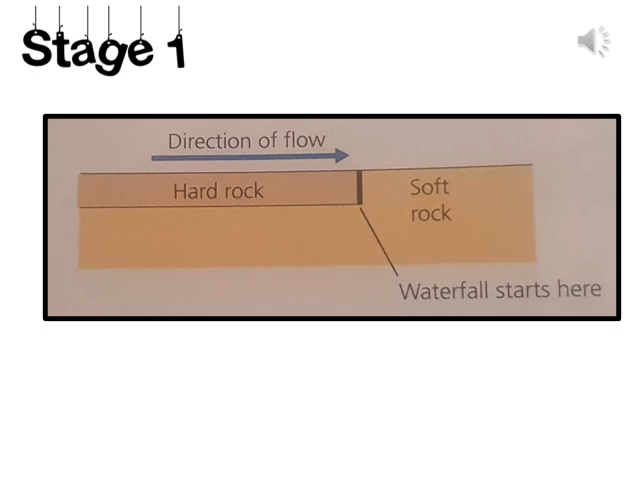 Stage 1
Direction of flow
Hard rock
Soft
rock
Waterfall starts here